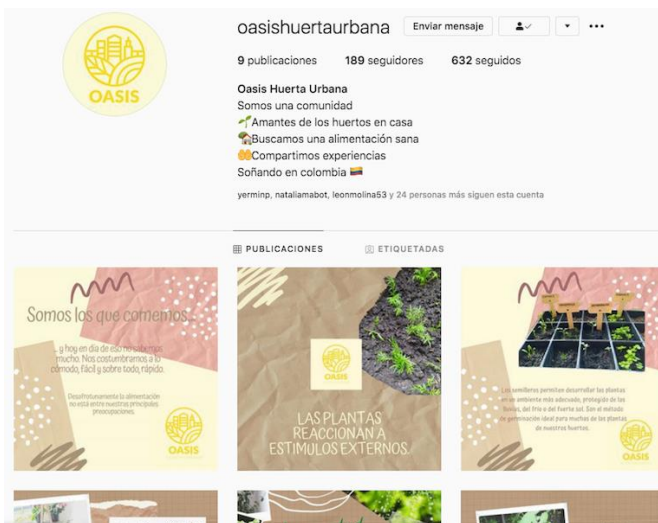 oasishuertaurbana
Enviar mensaje
9 publicaciones 189 seguidores 632 seguidos
OASIS
Oasis Huerta Urbana
Somos una comunidad
🌱Amantes de los huertos en casa
🏡Buscamos una alimentación sana
🤲Compartimos experiencias
Soñando en colombia 🇨🇴
yerminp, nataliamabot, leonmolina53 y 24 personas más siguen esta cuenta
PUBLICACIONES ETIQUETADAS
Somos los que comemos...
... y hoy en día de eso no sabemos
mucho. Nos costumbramos a lo
cómodo, fácil y sobre todo, rápido.
Desafortunamente la alimentación
no está entre nuestras principales
preocupaciones.
OASIS
OASIS
LAS PLANTAS
REACCIONAN A
ESTIMULOS EXTERNOS.
Los semilleros permiten desarrollar las plantas
en un ambiente más adecuado, protegido de las
lluvias, del frío o del fuerte sol. Son el método
de germinación ideal para muchas de las plantas
de nuestros huertos.
OASIS